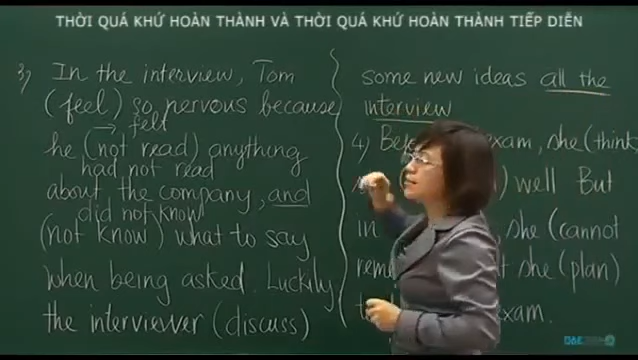 THỜI QUÁ KHỨ HOÀN THÀNH VÀ THỜI QUÁ KHỨ HOÀN THÀNH TIẾP DIỄN
3) In the interview, Tom
(feel) so nervous because
→ felt
he (not read) anything
had not read
about the company, and
did not know
(not know) what to say
when being asked. Luckily
the interviewer (discuss)
some new ideas all the
interview
4) exam, she (think
) well But
in she (cannot
she (plan)
exam.